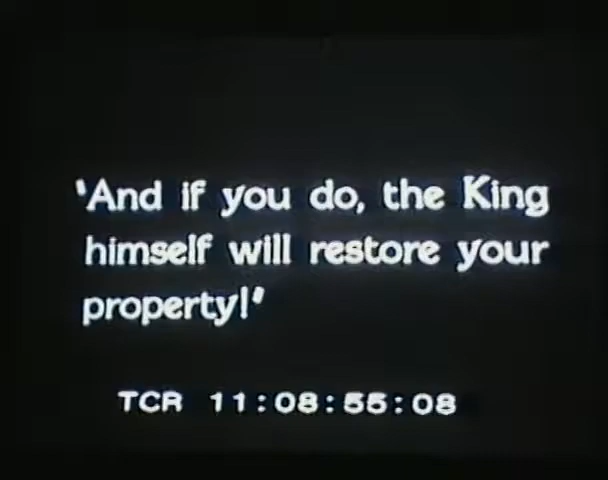 'And if you do, the King
himself will restore your
property!'
TCR 11:08:55:08